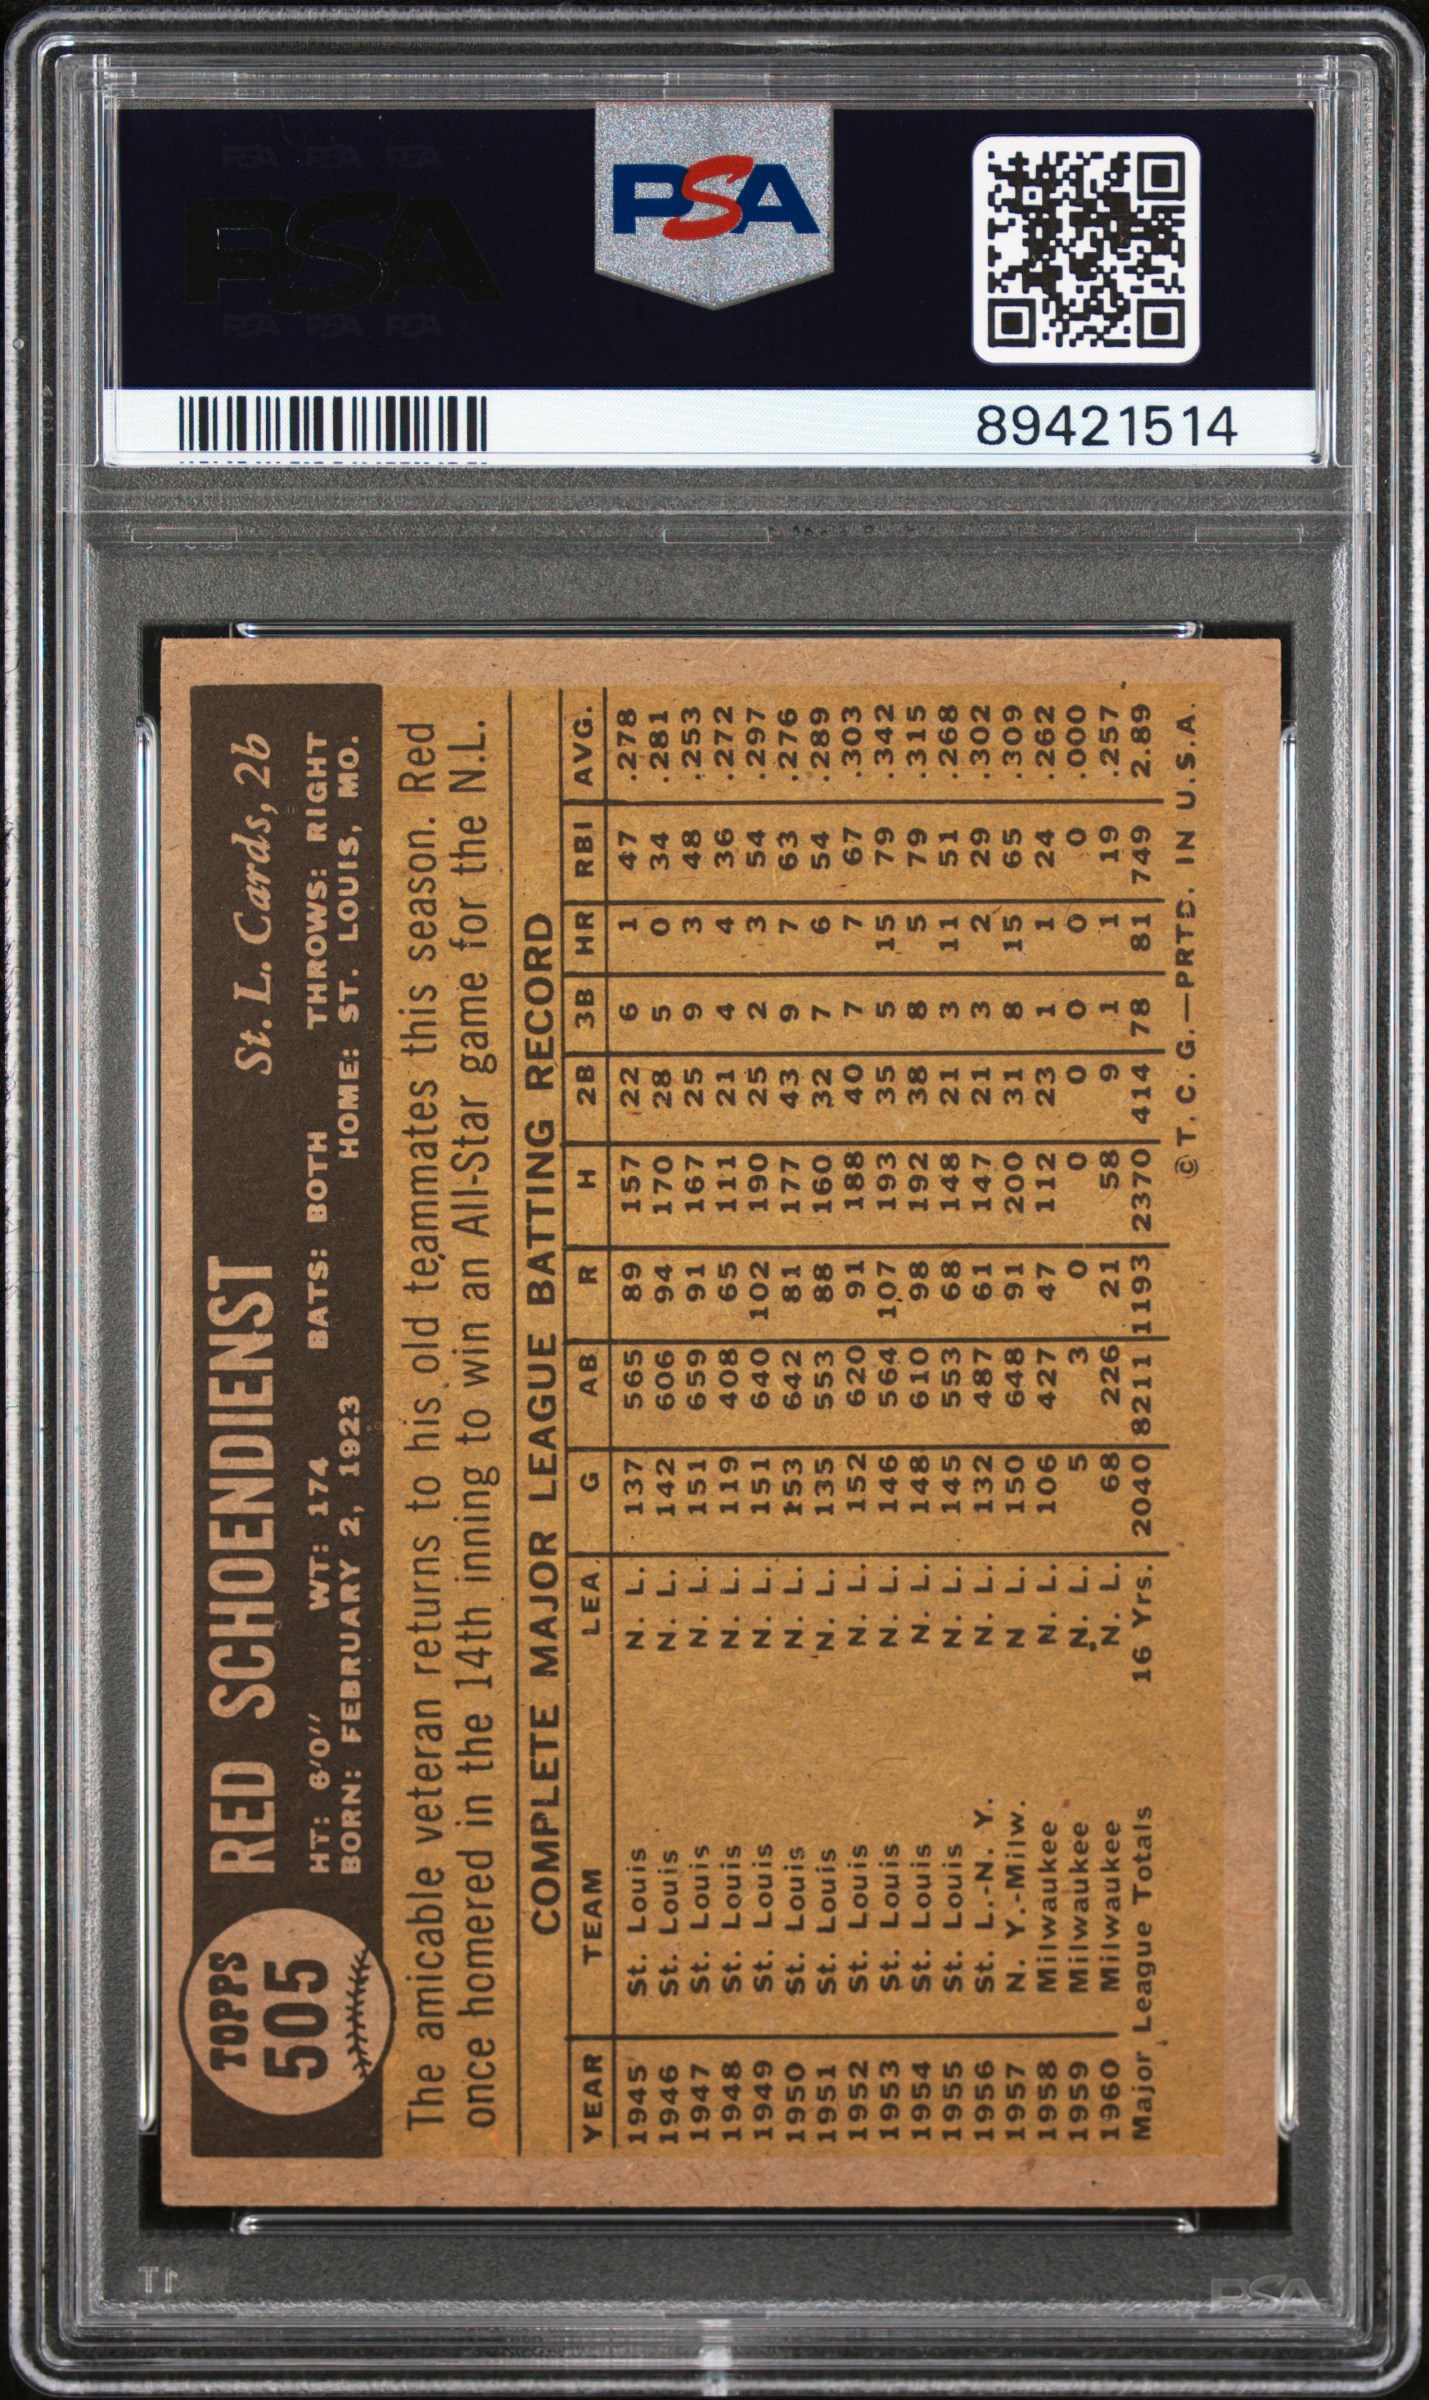 PSA PSA PSA
PSA
PSA PSA PSA
PSA
89421514
TOPPS
505
RED SCHOENDIENST St. L. Cards, 2b
HT: 6'0" WT: 174 BATS: BOTH THROWS: RIGHT
BORN: FEBRUARY 2, 1923 HOME: ST. LOUIS, MO.
The amicable veteran returns to his old teammates this season. Red
once homered in the 14th inning to win an All-Star game for the N.L.
COMPLETE MAJOR LEAGUE BATTING RECORD
YEAR TEAM LEA. G AB R H 2B 3B HR RBI AVG.
1945 St. Louis N. L. 137 565 89 157 22 6 1 47 .278
1946 St. Louis N. L. 142 606 94 170 28 5 0 34 .281
1947 St. Louis N. L. 151 659 91 167 25 9 3 48 .253
1948 St. Louis N. L. 119 408 65 111 21 4 4 36 .272
1949 St. Louis N. L. 151 640 102 190 25 2 3 54 .297
1950 St. Louis N. L. 153 642 81 177 43 9 7 63 .276
1951 St. Louis N. L. 135 553 88 160 32 7 6 54 .289
1952 St. Louis N. L. 152 620 91 188 40 7 7 67 .303
1953 St. Louis N. L. 146 564 107 193 35 5 15 79 .342
1954 St. Louis N. L. 148 610 98 192 38 8 5 79 .315
1955 St. Louis N. L. 145 553 68 148 21 3 11 51 .268
1956 St. L.-N. Y. N. L. 132 487 61 147 21 3 2 29 .302
1957 N. Y.-Milw. N L. 150 648 91 200 31 8 15 65 .309
1958 Milwaukee N. L. 106 427 47 112 23 1 1 24 .262
1959 Milwaukee N. L. 5 3 0 0 0 0 0 0 .000
1960 Milwaukee N. L. 68 226 21 58 9 1 1 19 .257
Major League Totals 16 Yrs. 2040 8211 1193 2370 414 78 81 749 2.89
© T. C. G.—PRTD. IN U.S.A.
PSA